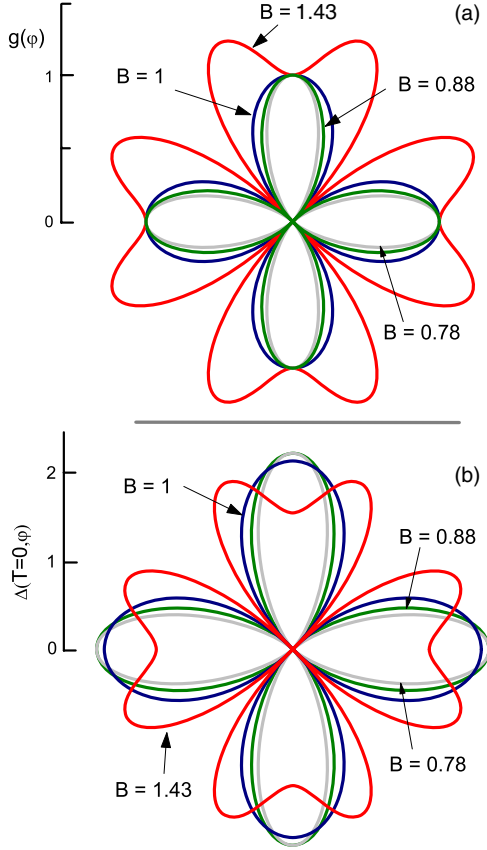 B = 1.43
(a)
g(φ)
B = 1
B = 0.88
1
0
B = 0.78
(b)
2
B = 1
B = 0.88
1
Δ(T=0,φ)
0
B = 0.78
B = 1.43